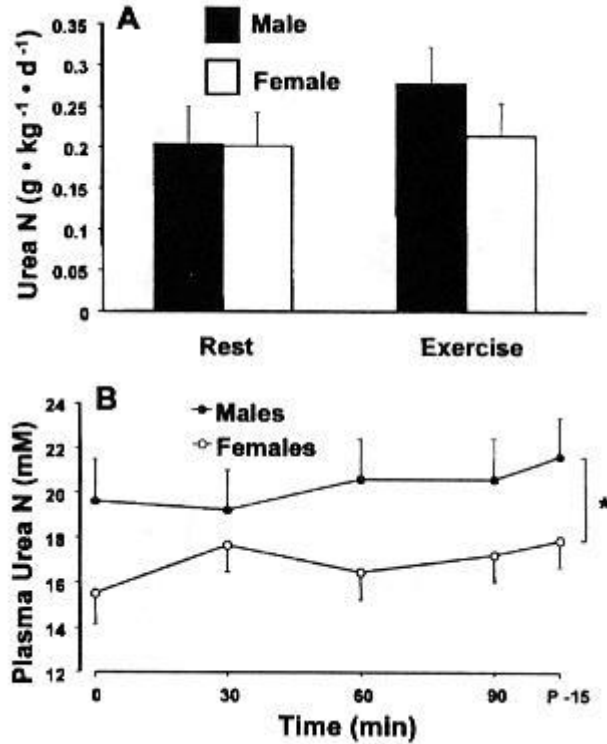 A
Male
Female
Urea N (g • kg⁻¹ • d⁻¹)
0.35
0.3
0.25
0.2
0.15
0.1
0.05
0
Rest Exercise
B
Males
Females
Plasma Urea N (mM)
24
22
20
18
16
14
12
*
0 30 60 90 P -15
Time (min)